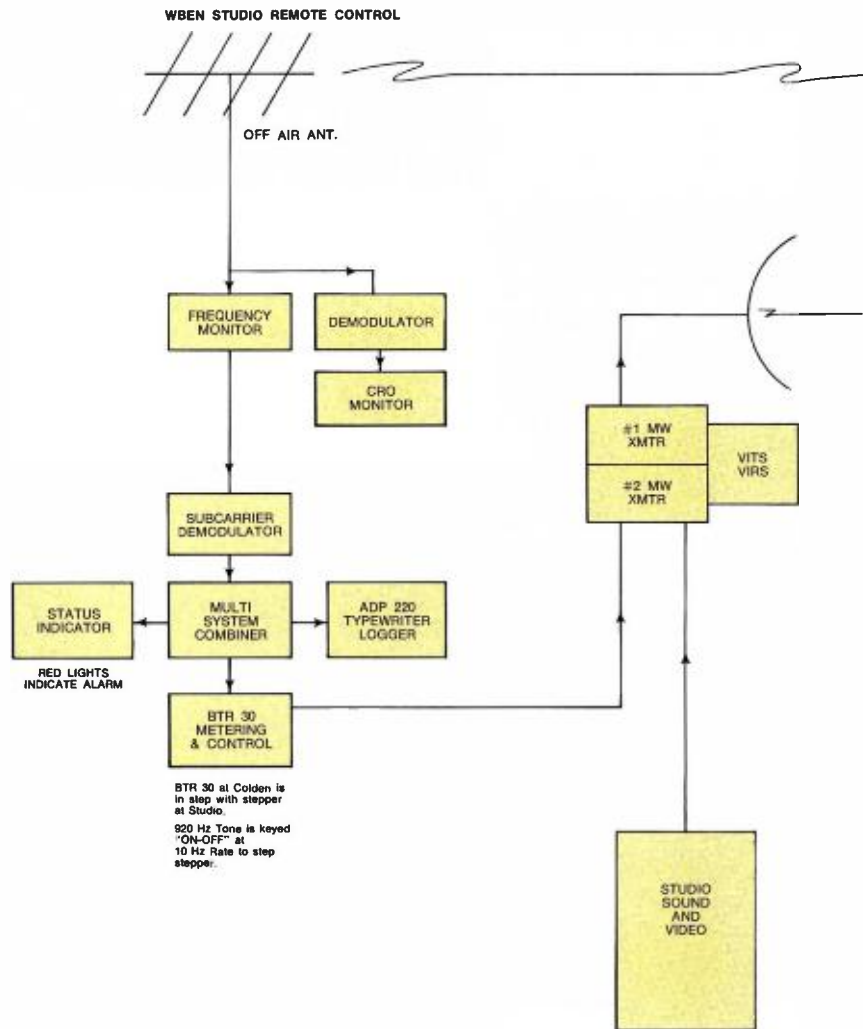 WBEN STUDIO REMOTE CONTROL
OFF AIR ANT.
FREQUENCY
MONITOR
DEMODULATOR
CRO
MONITOR
#1 MW
XMTR
#2 MW
XMTR
VITS
VIRS
SUBCARRIER
DEMODULATOR
STATUS
INDICATOR
MULTI
SYSTEM
COMBINER
ADP 220
TYPEWRITER
LOGGER
RED LIGHTS
INDICATE ALARM
BTR 30
METERING
& CONTROL
BTR 30 at Colden is
in step with stepper
at Studio.
920 Hz Tone is keyed
"ON-OFF" at
10 Hz Rate to step
stepper.
STUDIO
SOUND
AND
VIDEO